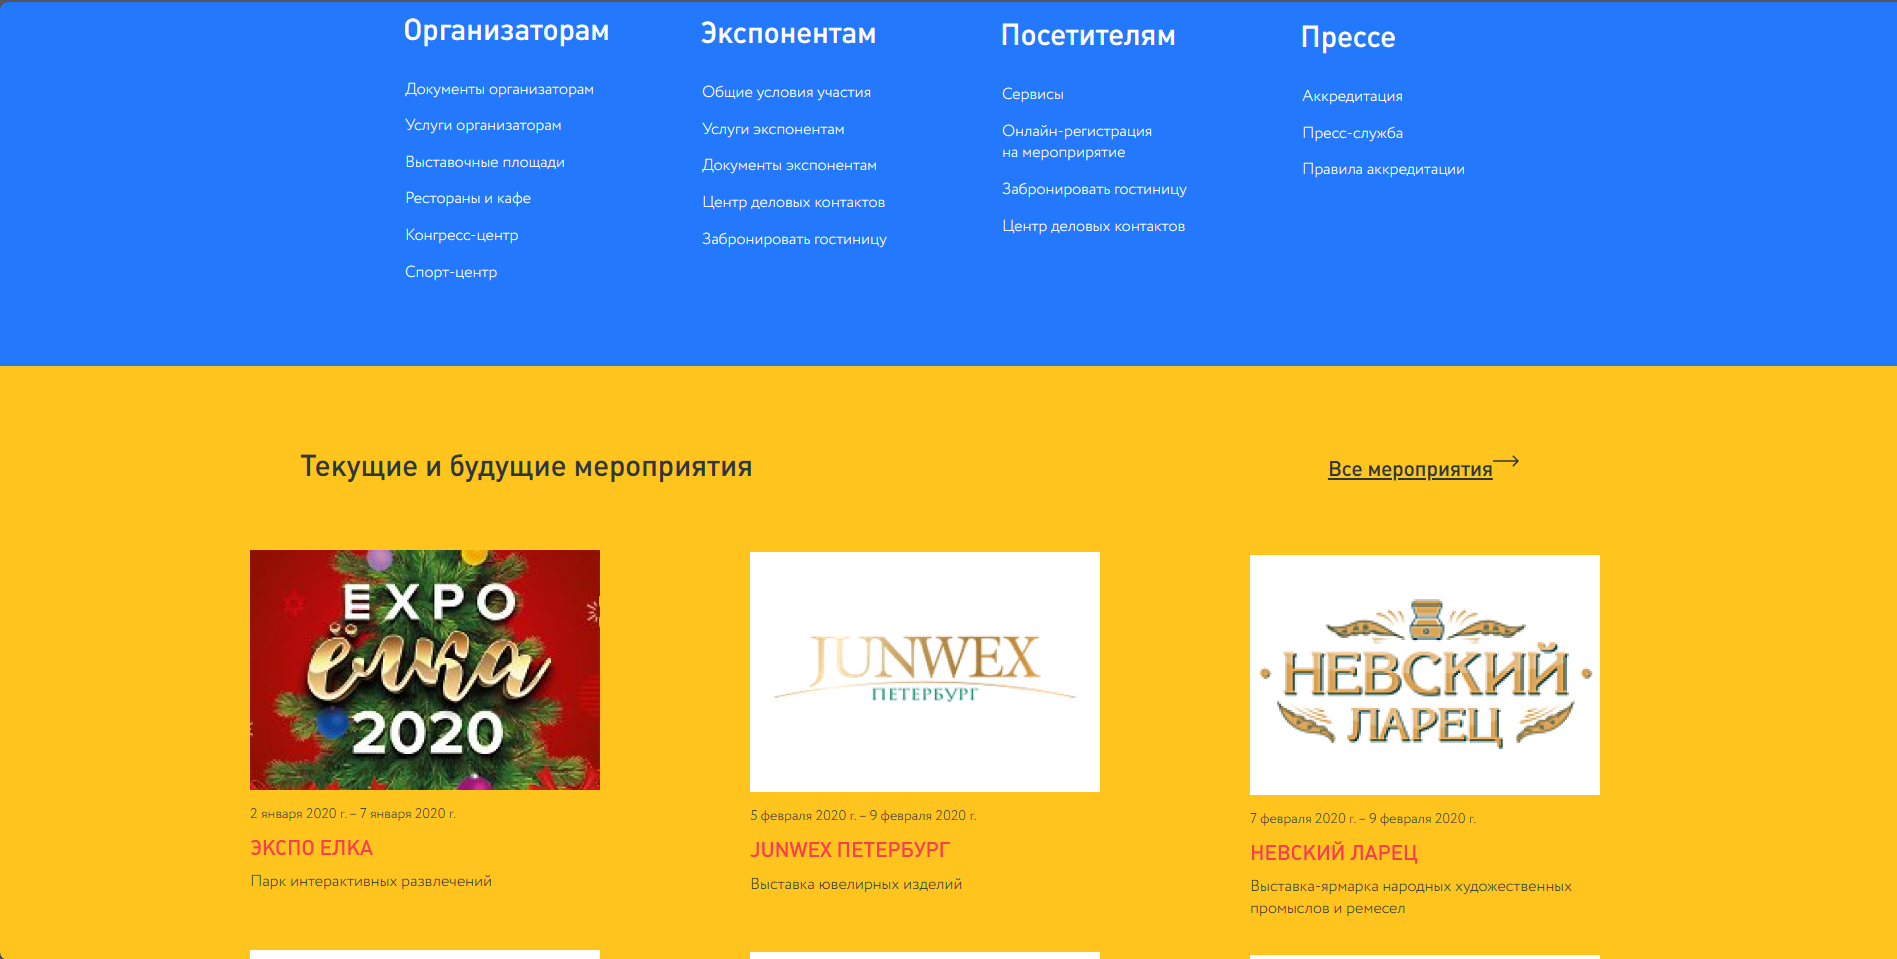 Организаторам
Документы организаторам
Услуги организаторам
Выставочные площади
Рестораны и кафе
Конгресс-центр
Спорт-центр
Экспонентам
Общие условия участия
Услуги экспонентам
Документы экспонентам
Центр деловых контактов
Забронировать гостиницу
Посетителям
Сервисы
Онлайн-регистрация
на мероприрятие
Забронировать гостиницу
Центр деловых контактов
Прессе
Аккредитация
Пресс-служба
Правила аккредитации
Текущие и будущие мероприятия
Все мероприятия
EXPO
ёлка
2020
2 января 2020 г. – 7 января 2020 г.
ЭКСПО ЕЛКА
Парк интерактивных развлечений
JUNWEX
ПЕТЕРБУРГ
5 февраля 2020 г. – 9 февраля 2020 г.
JUNWEX ПЕТЕРБУРГ
Выставка ювелирных изделий
НЕВСКИЙ
ЛАРЕЦ
7 февраля 2020 г. – 9 февраля 2020 г.
НЕВСКИЙ ЛАРЕЦ
Выставка-ярмарка народных художественных
промыслов и ремесел